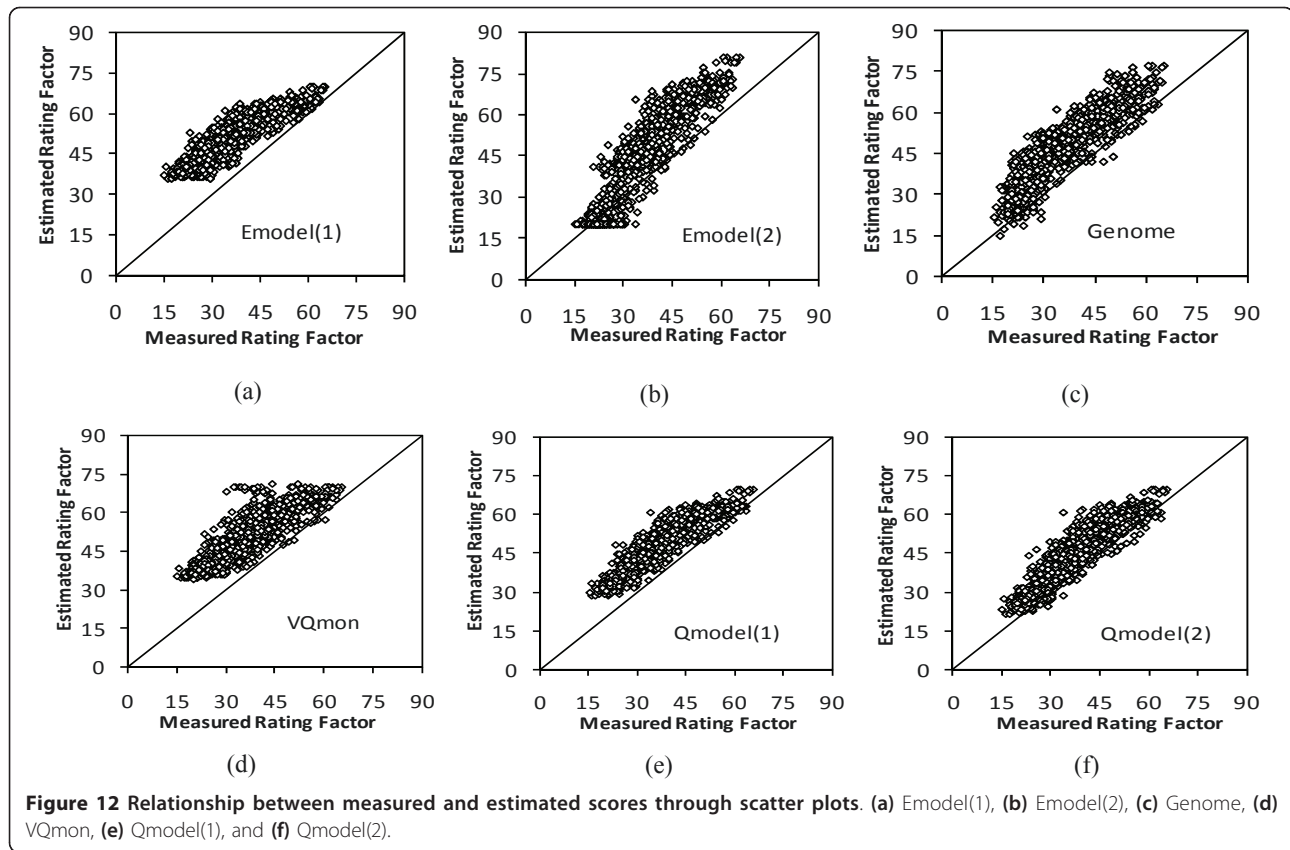 90
75
60
45
30
15
0
Estimated Rating Factor
Emodel(1)
0 15 30 45 60 75 90
Measured Rating Factor
(a)
90
75
60
45
30
15
0
Estimated Rating Factor
Emodel(2)
0 15 30 45 60 75 90
Measured Rating Factor
(b)
90
75
60
45
30
15
0
Estimated Rating Factor
Genome
0 15 30 45 60 75 90
Measured Rating Factor
(c)
90
75
60
45
30
15
0
Estimated Rating Factor
VQmon
0 15 30 45 60 75 90
Measured Rating Factor
(d)
90
75
60
45
30
15
0
Estimated Rating Factor
Qmodel(1)
0 15 30 45 60 75 90
Measured Rating Factor
(e)
90
75
60
45
30
15
0
Estimated Rating Factor
Qmodel(2)
0 15 30 45 60 75 90
Measured Rating Factor
(f)
Figure 12 Relationship between measured and estimated scores through scatter plots. (a) Emodel(1), (b) Emodel(2), (c) Genome, (d)
VQmon, (e) Qmodel(1), and (f) Qmodel(2).